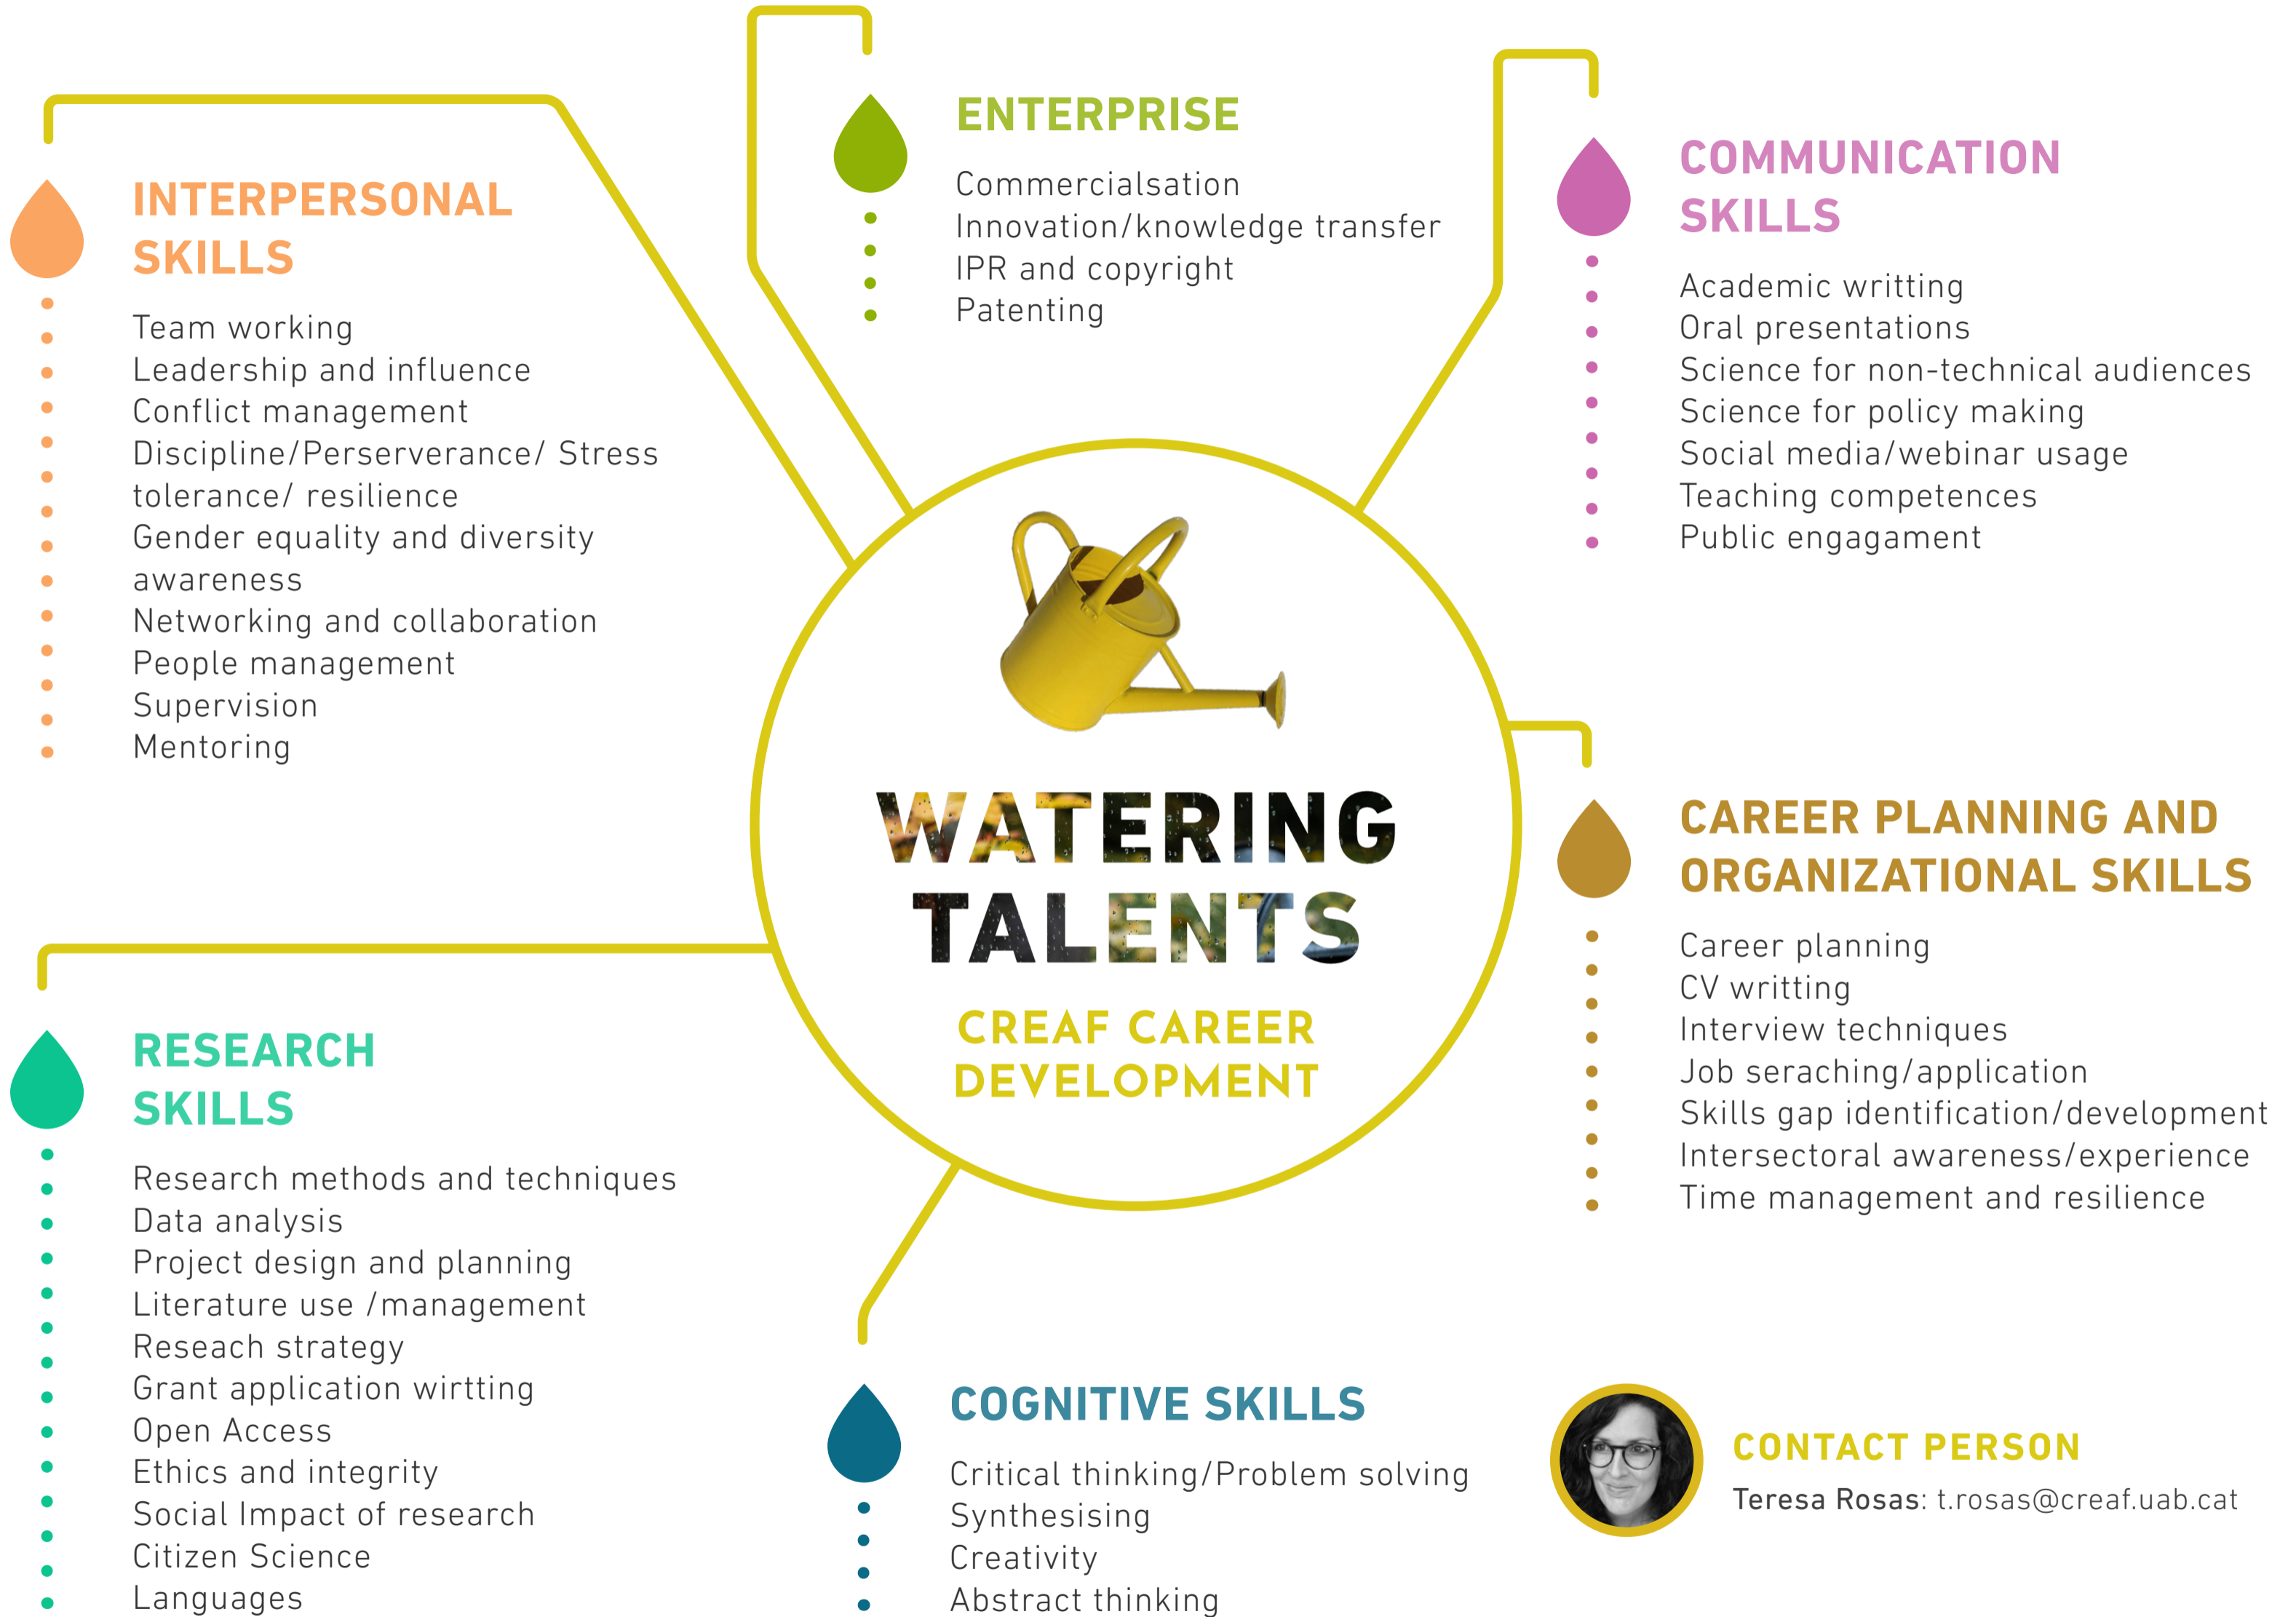 INTERPERSONAL
SKILLS
Team working
Leadership and influence
Conflict management
Discipline/Perserverance/ Stress
tolerance/ resilience
Gender equality and diversity
awareness
Networking and collaboration
People management
Supervision
Mentoring
ENTERPRISE
Commercialsation
Innovation/knowledge transfer
IPR and copyright
Patenting
COMMUNICATION
SKILLS
Academic writting
Oral presentations
Science for non-technical audiences
Science for policy making
Social media/webinar usage
Teaching competences
Public engagament
WATERING
TALENTS
CREAF CAREER
DEVELOPMENT
CAREER PLANNING AND
ORGANIZATIONAL SKILLS
Career planning
CV writting
Interview techniques
Job seraching/application
Skills gap identification/development
Intersectoral awareness/experience
Time management and resilience
RESEARCH
SKILLS
Research methods and techniques
Data analysis
Project design and planning
Literature use /management
Reseach strategy
Grant application wirtting
Open Access
Ethics and integrity
Social Impact of research
Citizen Science
Languages
COGNITIVE SKILLS
Critical thinking/Problem solving
Synthesising
Creativity
Abstract thinking
CONTACT PERSON
Teresa Rosas: t.rosas@creaf.uab.cat